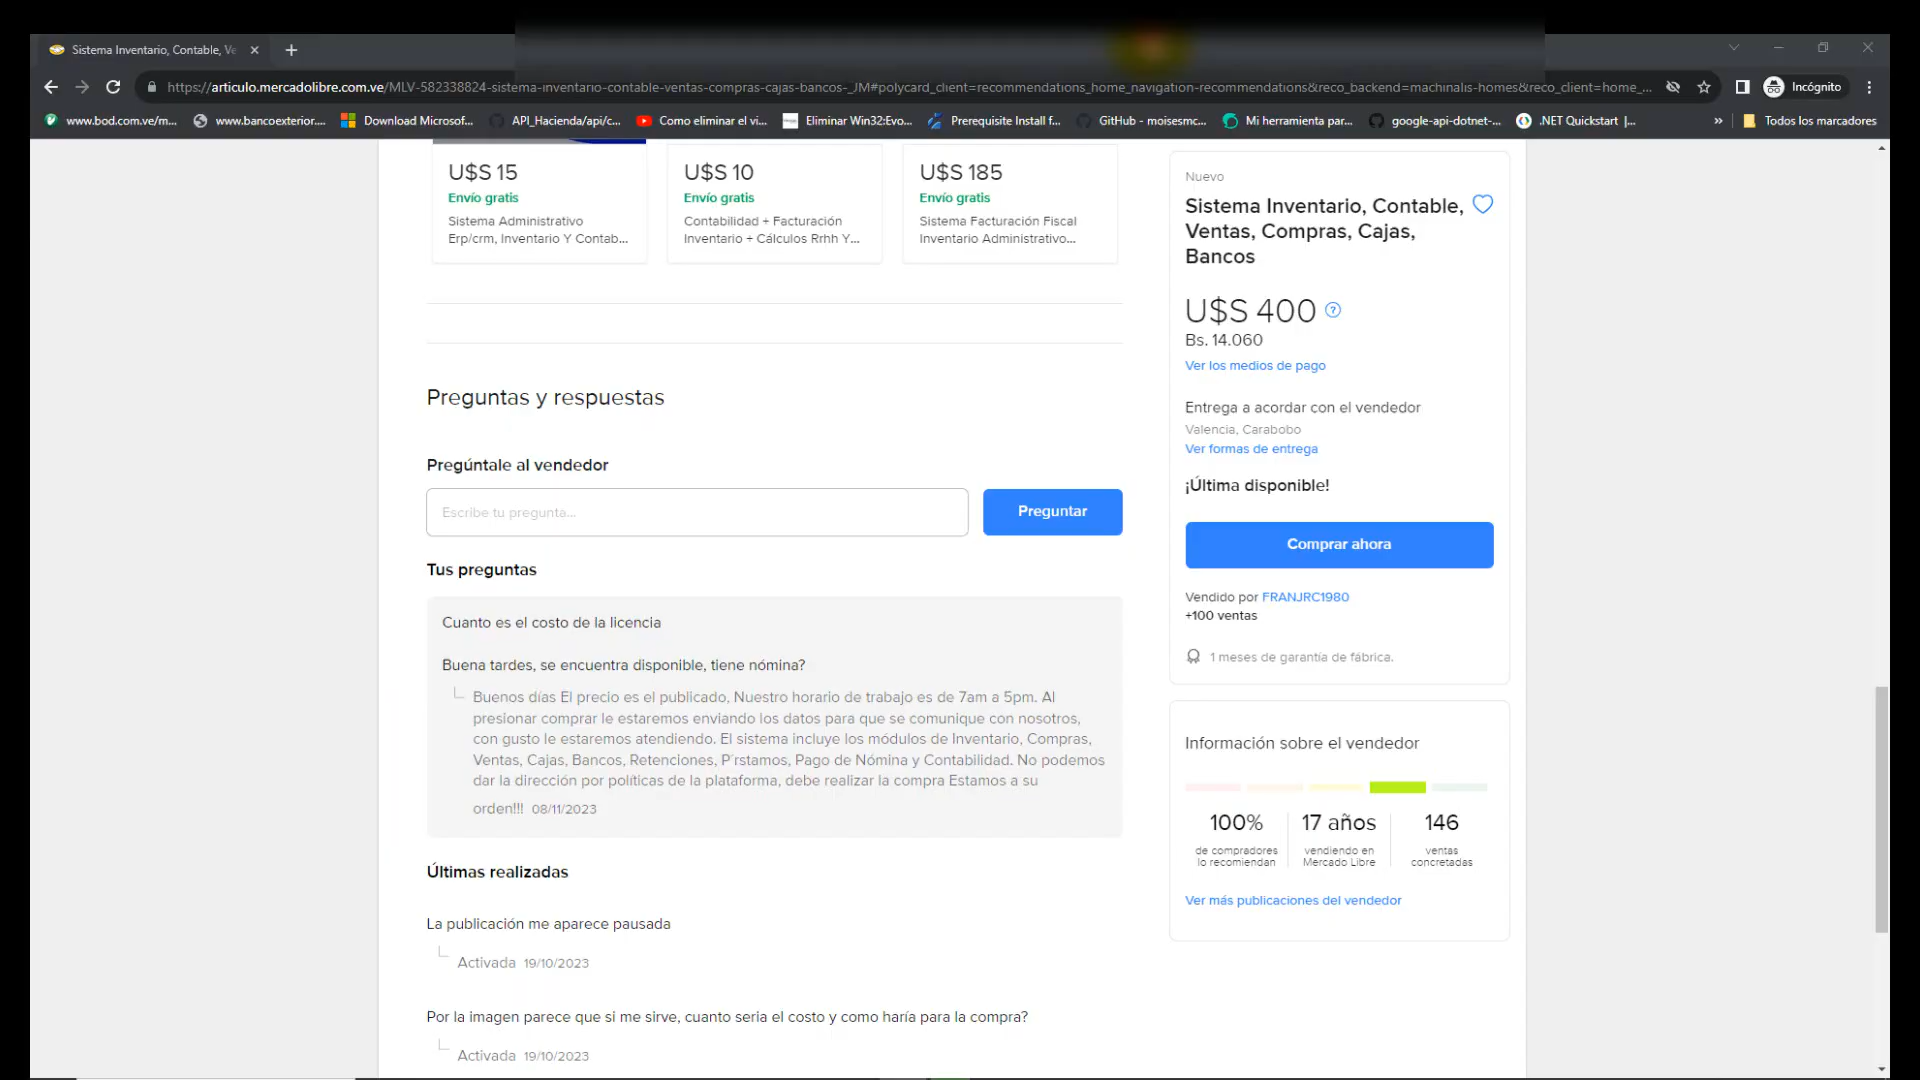 Sistema Inventario, Contable, Ve
https://articulo.mercadolibre.com.ve/MLV-582338824-sistema-inventario-contable-ventas-compras-cajas-bancos-_JM#polycard_client=recommendations_home_navigation-recommendations&reco_backend=machinalis-homes&reco_client=home_...
Incógnito
www.bod.com.ve/m...
www.bancoexterior....
Download Microsof...
API_Hacienda/api/c...
Como eliminar el vi...
Eliminar Win32:Evo...
Prerequisite Install f...
GitHub - moisesmc...
Mi herramienta par...
google-api-dotnet-...
.NET Quickstart |...
»
Todos los marcadores
U$S 15
Envío gratis
Sistema Administrativo
Erp/crm, Inventario Y Contab...
U$S 10
Envío gratis
Contabilidad + Facturación
Inventario + Cálculos Rrhh Y...
U$S 185
Envío gratis
Sistema Facturación Fiscal
Inventario Administrativo...
Preguntas y respuestas
Pregúntale al vendedor
Escribe tu pregunta...
Preguntar
Tus preguntas
Cuanto es el costo de la licencia
Buena tardes, se encuentra disponible, tiene nómina?
Buenos días El precio es el publicado, Nuestro horario de trabajo es de 7am a 5pm. Al
presionar comprar le estaremos enviando los datos para que se comunique con nosotros,
con gusto le estaremos atendiendo. El sistema incluye los módulos de Inventario, Compras,
Ventas, Cajas, Bancos, Retenciones, P´rstamos, Pago de Nómina y Contabilidad. No podemos
dar la dirección por políticas de la plataforma, debe realizar la compra Estamos a su
orden!!! 08/11/2023
Últimas realizadas
La publicación me aparece pausada
Activada 19/10/2023
Por la imagen parece que si me sirve, cuanto seria el costo y como haría para la compra?
Activada 19/10/2023
Nuevo
Sistema Inventario, Contable,
Ventas, Compras, Cajas,
Bancos
U$S 400 ?
Bs. 14.060
Ver los medios de pago
Entrega a acordar con el vendedor
Valencia, Carabobo
Ver formas de entrega
¡Última disponible!
Comprar ahora
Vendido por FRANJRC1980
+100 ventas
1 meses de garantía de fábrica.
Información sobre el vendedor
100%
de compradores
lo recomiendan
17 años
vendiendo en
Mercado Libre
146
ventas
concretadas
Ver más publicaciones del vendedor